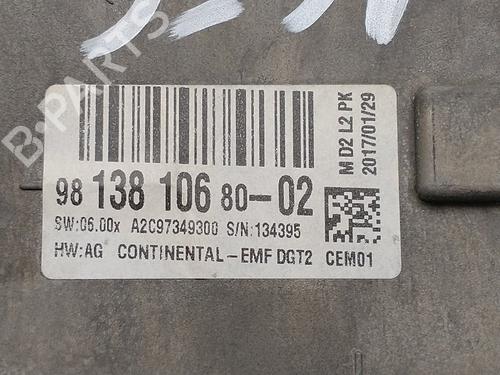 B-PARTS
M D2 L2 PK
2017/01/29
98 138 106 80-02
SW:06.00x A2C97349300 S/N:134395
HW:AG CONTINENTAL-EMF DGT2 CEM01